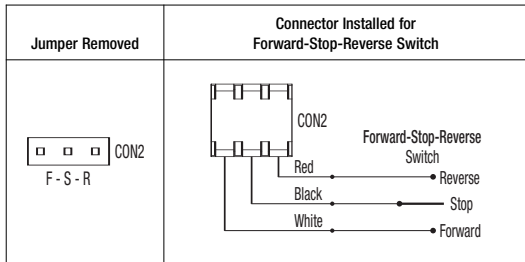 Jumper Removed
Connector Installed for
Forward-Stop-Reverse Switch
CON2
F - S - R
CON2
Forward-Stop-Reverse
Switch
Red
Reverse
Black
Stop
White
Forward